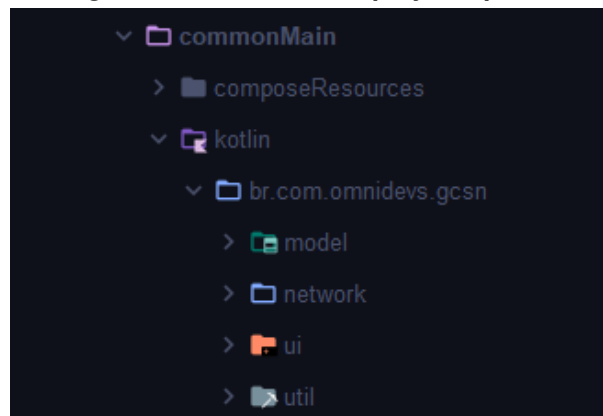 commonMain
composeResources
kotlin
br.com.omnidevs.gcsn
model
network
ui
util